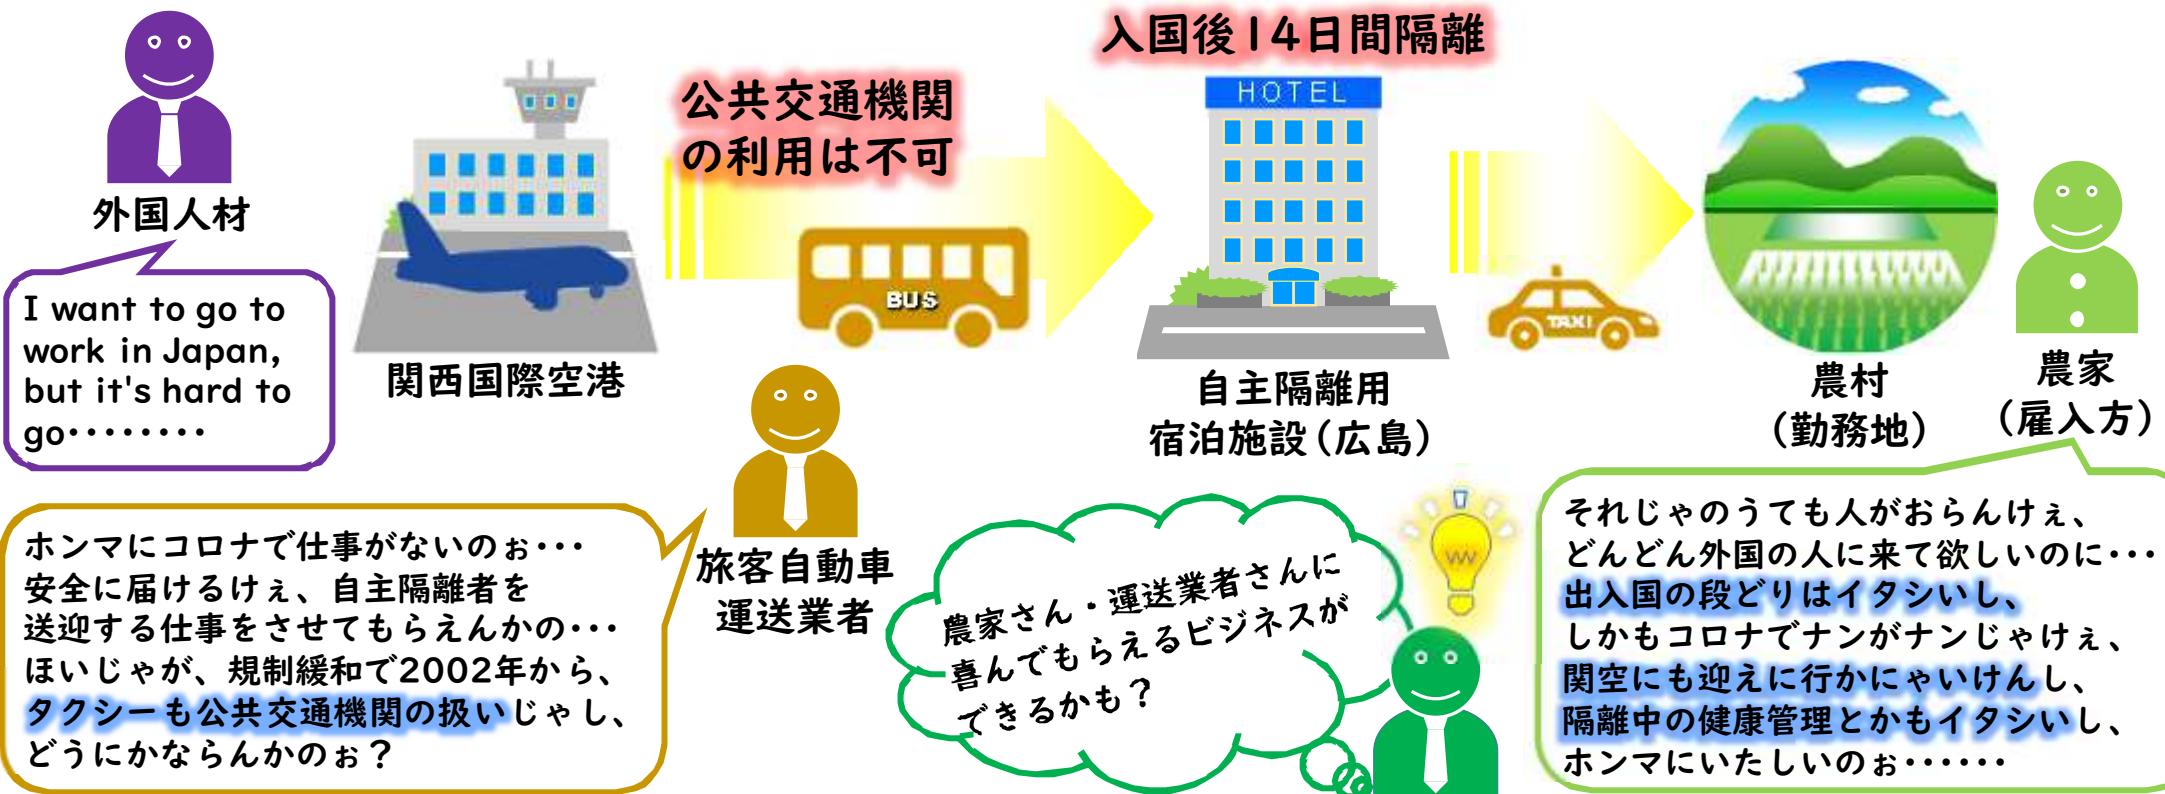 外国人材
I want to go to
work in Japan,
but it's hard to
go‥‥‥‥
関西国際空港
公共交通機関
の利用は不可
BUS
入国後14日間隔離
HOTEL
自主隔離用
宿泊施設(広島)
TAXI
農村
(勤務地)
農家
(雇入方)
旅客自動車
運送業者
ホンマにコロナで仕事がないのぉ･･･
安全に届けるけぇ、自主隔離者を
送迎する仕事をさせてもらえんかの･･･
ほいじゃが、規制緩和で2002年から、
タクシーも公共交通機関の扱いじゃし、
どうにかならんかのぉ？
農家さん・運送業者さんに
喜んでもらえるビジネスが
できるかも？
それじゃのうても人がおらんけぇ、
どんどん外国の人に来て欲しいのに･･･
出入国の段どりはイタシいし、
しかもコロナでナンがナンじゃけぇ、
関空にも迎えに行かにゃいけんし、
隔離中の健康管理とかもイタシいし、
ホンマにいたしいのぉ･･････